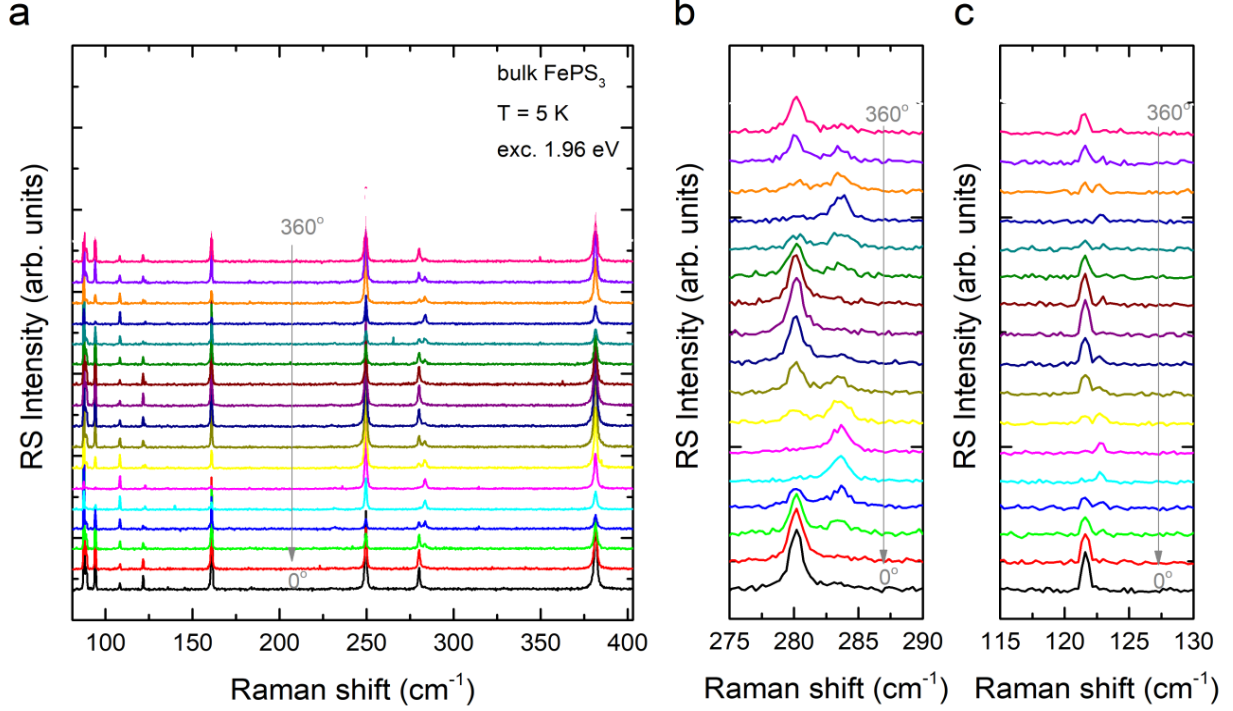 a
b
c
bulk FePS₃
T = 5 K
exc. 1.96 eV
360°
0°
RS Intensity (arb. units)
100 150 200 250 300 350 400
Raman shift (cm⁻¹)
360°
0°
RS Intensity (arb. units)
275 280 285 290
Raman shift (cm⁻¹)
360°
0°
RS Intensity (arb. units)
115 120 125 130
Raman shift (cm⁻¹)